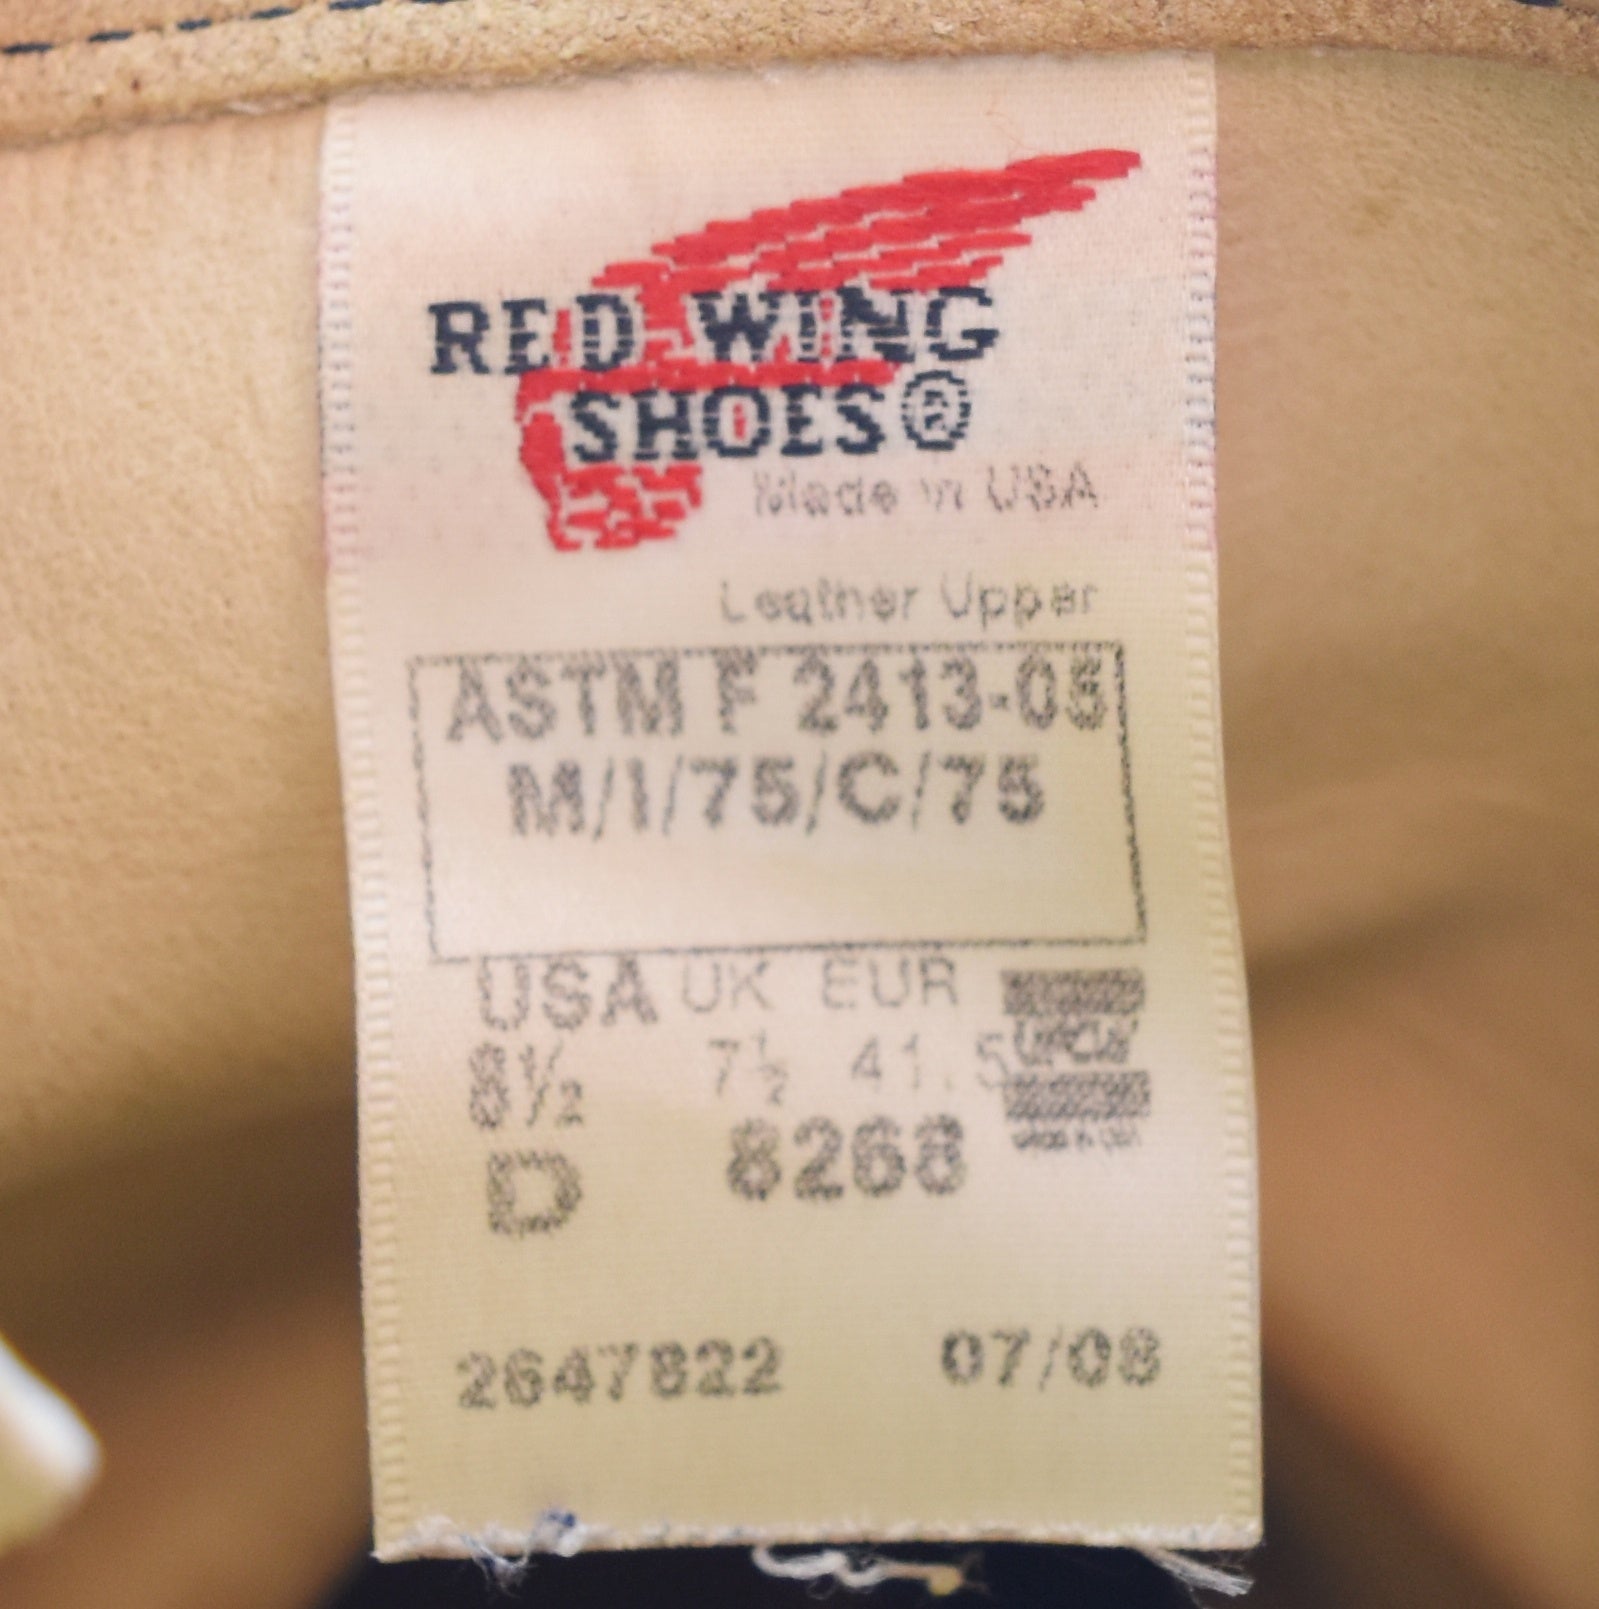 RED WING
SHOES®
Made in USA
Leather Upper
ASTM F 2413-05
M/I/75/C/75
USA UK EUR
8½ 7½ 41.5
D 8268
2647822 07/08